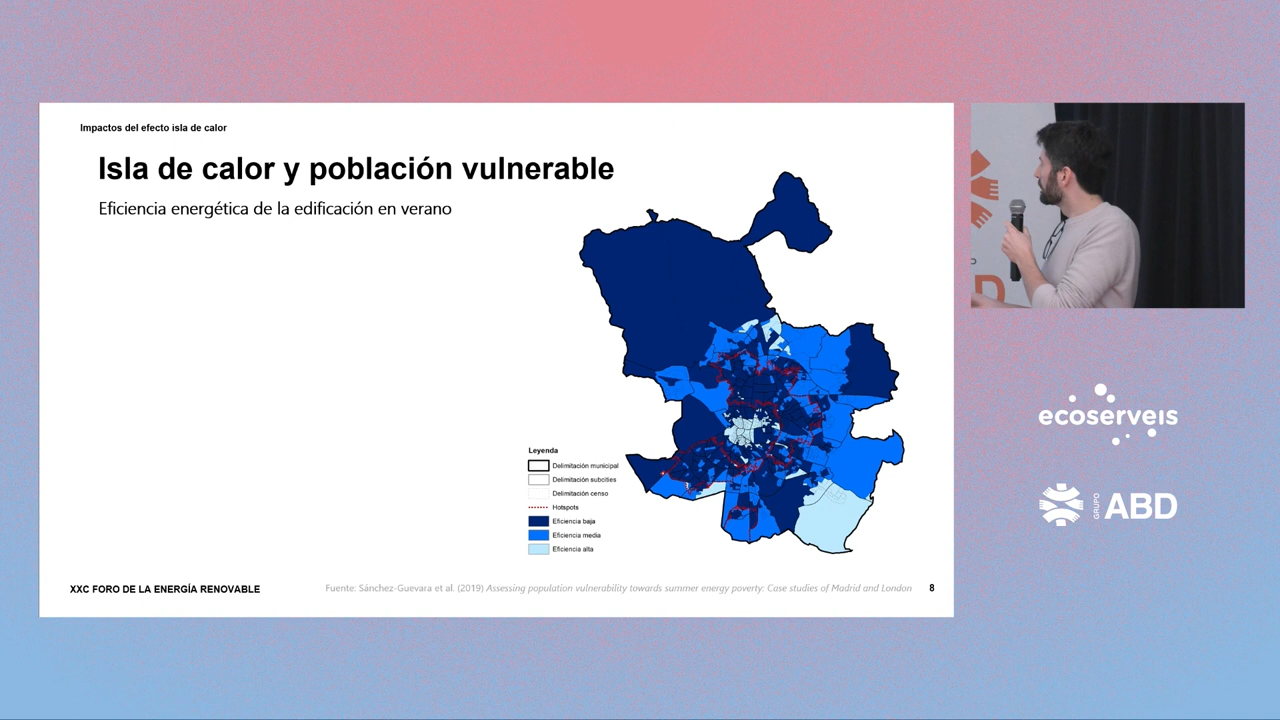 Impactos del efecto isla de calor
Isla de calor y población vulnerable
Eficiencia energética de la edificación en verano
Leyenda
Delimitación municipal
Delimitación subcities
Delimitación censo
Hotspots
Eficiencia baja
Eficiencia media
Eficiencia alta
XXC FORO DE LA ENERGÍA RENOVABLE
Fuente: Sánchez-Guevara et al. (2019) Assessing population vulnerability towards summer energy poverty: Case studies of Madrid and London
8
ecoserveis
GRUPO ABD